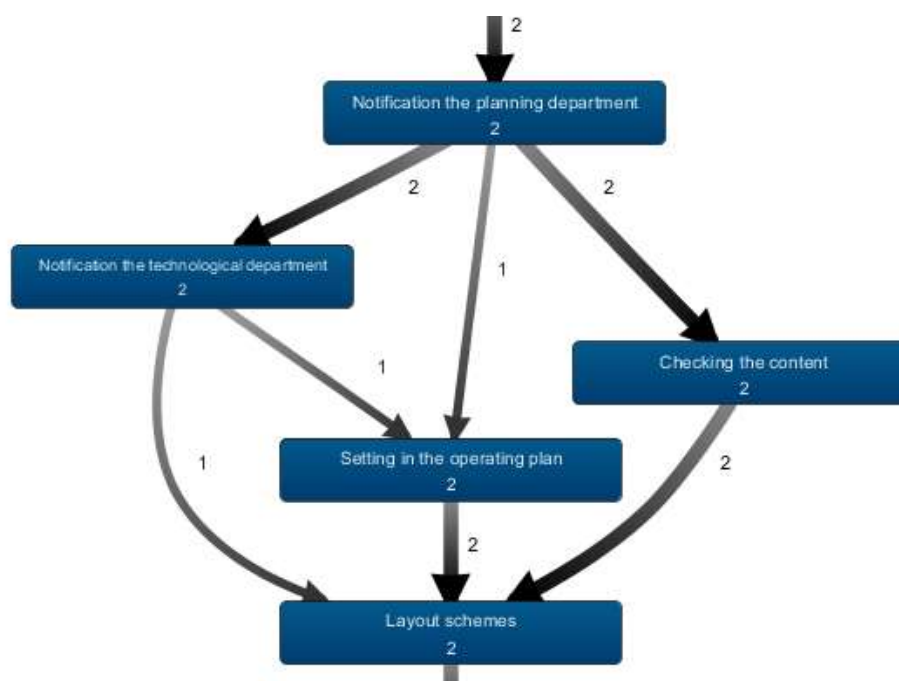 2
Notification the planning department
2
2
2
Notification the technological department
2
1
Checking the content
2
1
Setting in the operating plan
2
1
2
2
Layout schemes
2